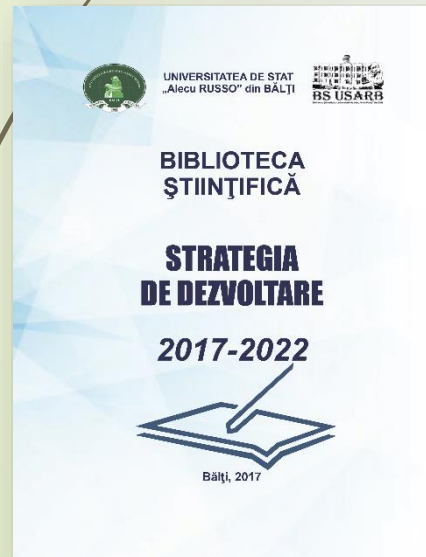 UNIVERSITATEA DE STAT
„Alecu RUSSO” din BĂLŢI
BS USARB
BIBLIOTECA
ŞTIINŢIFICĂ
STRATEGIA
DE DEZVOLTARE
2017-2022
Bălţi, 2017